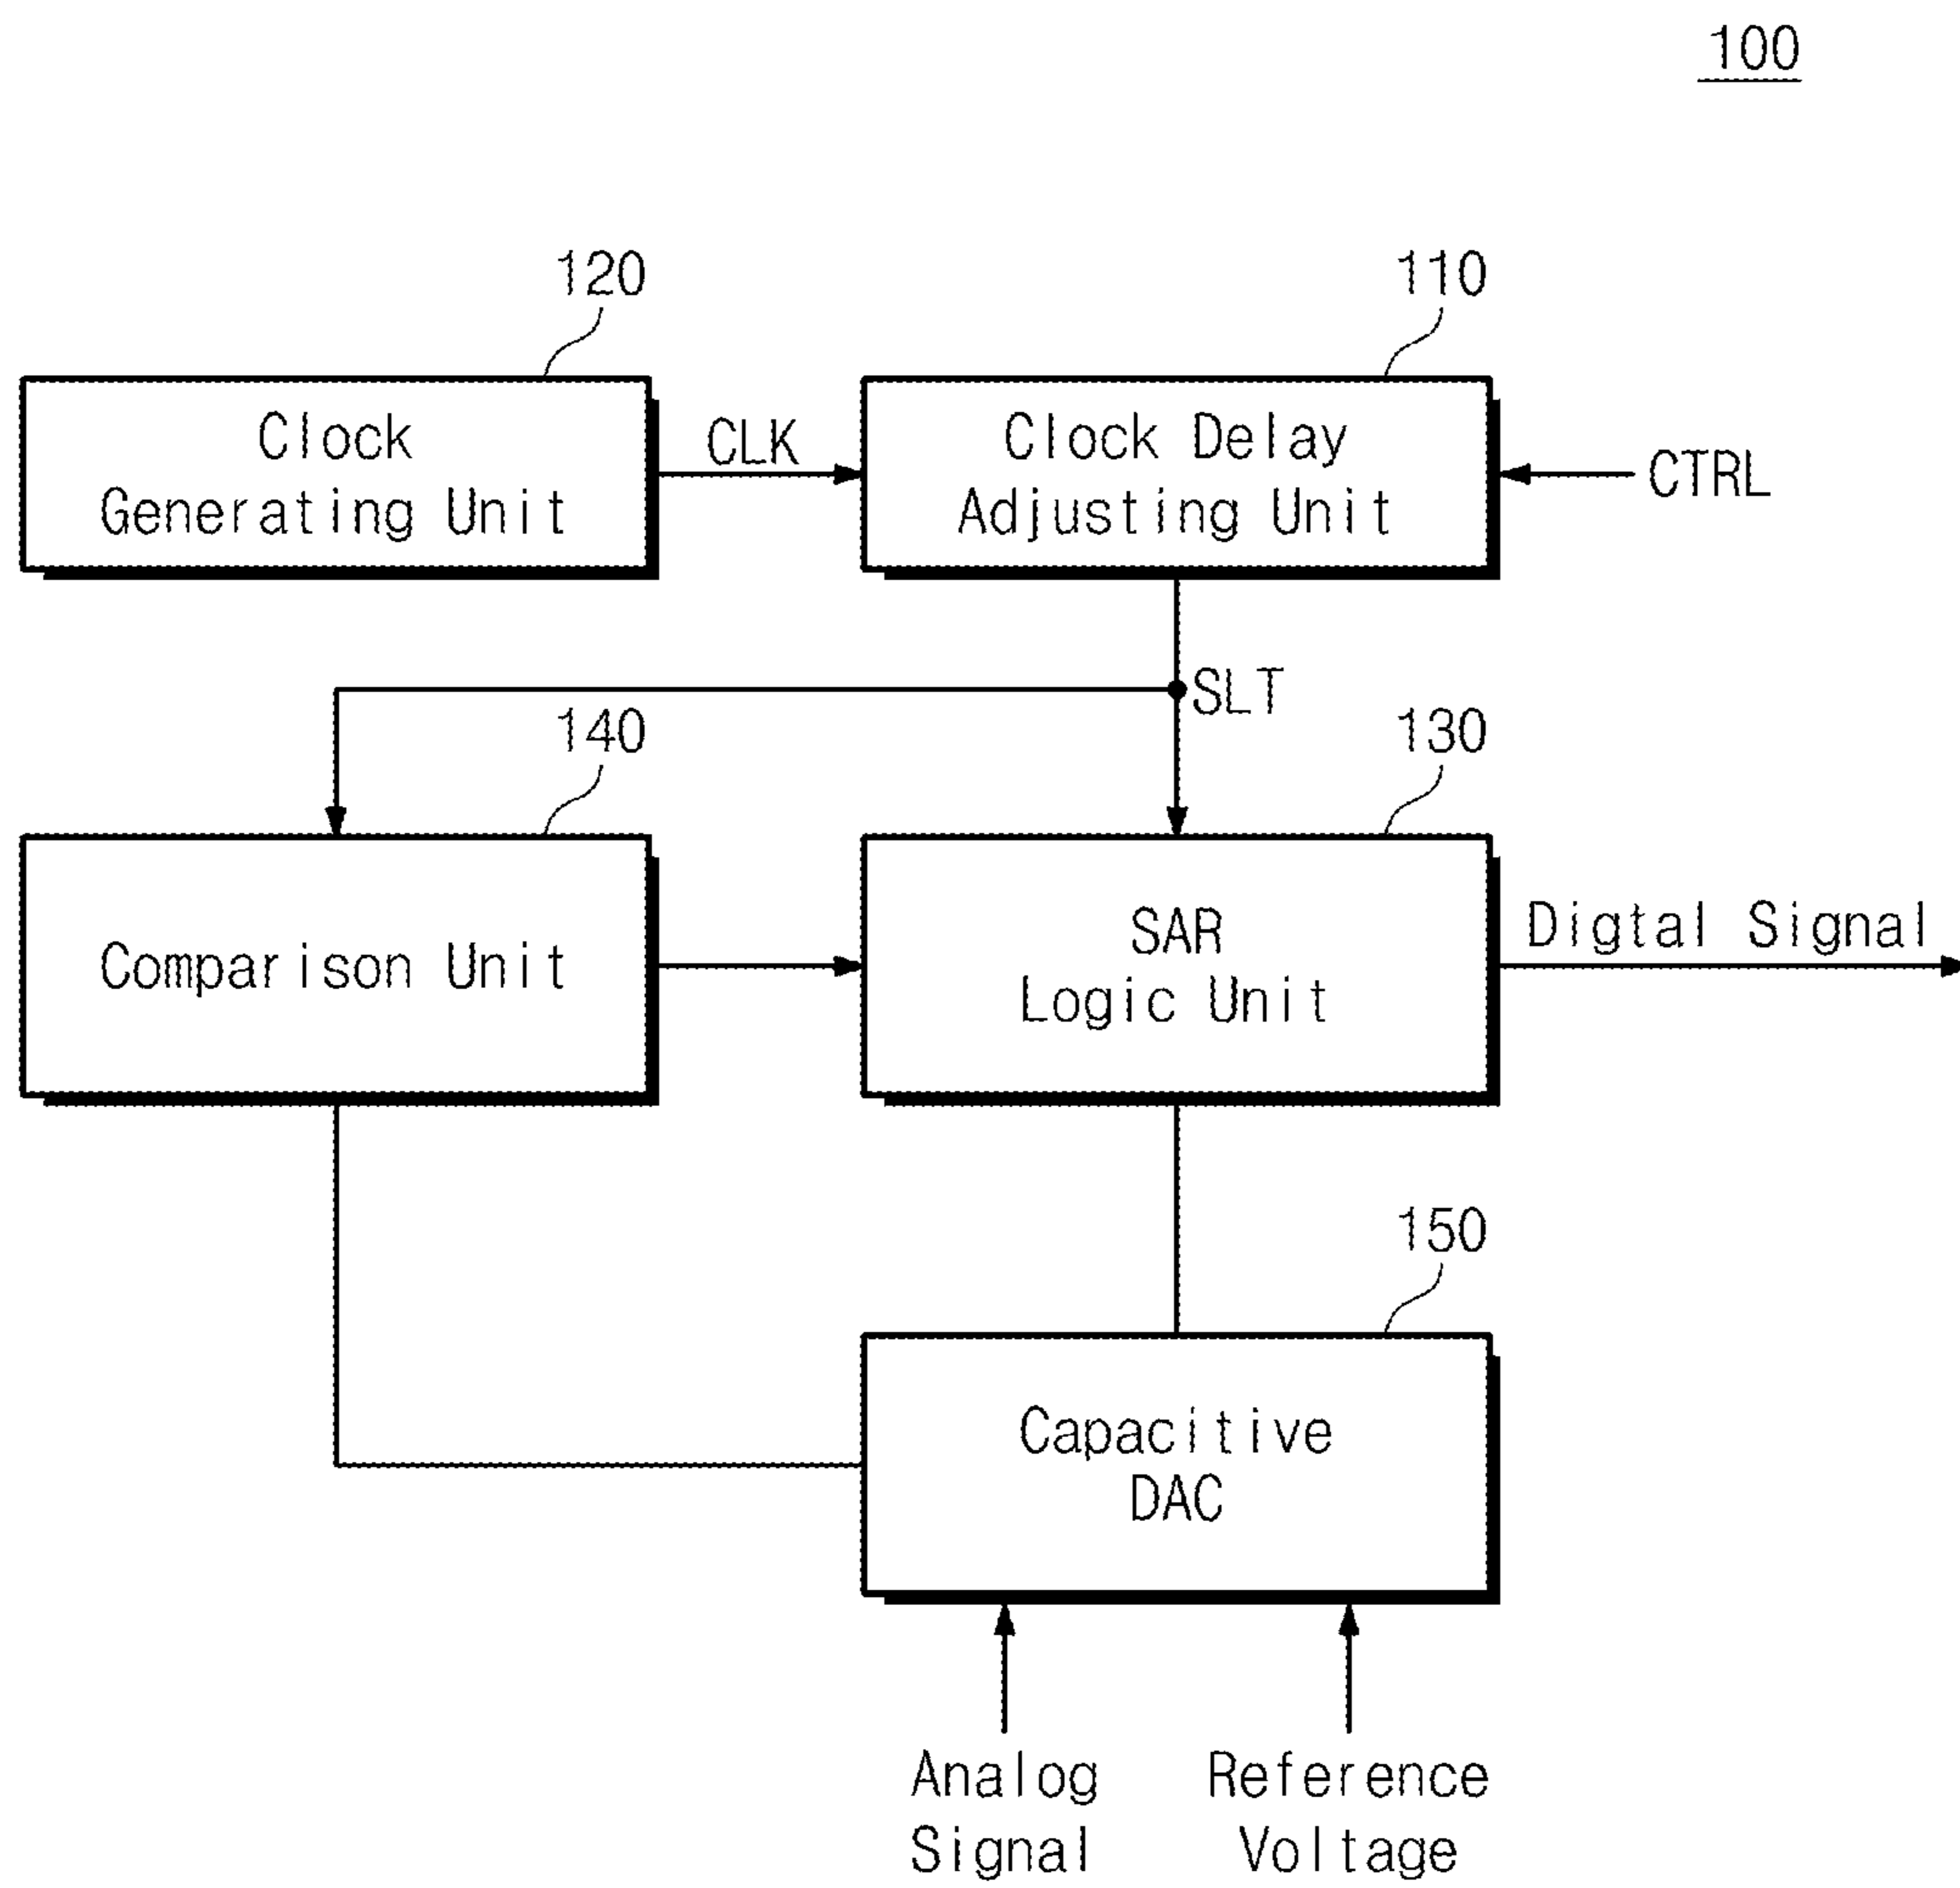 100
120
110
Clock
Generating Unit
CLK
Clock Delay
Adjusting Unit
CTRL
SLT
140
130
Comparison Unit
SAR
Logic Unit
Digtal Signal
150
Capacitive
DAC
Analog
Signal
Reference
Voltage